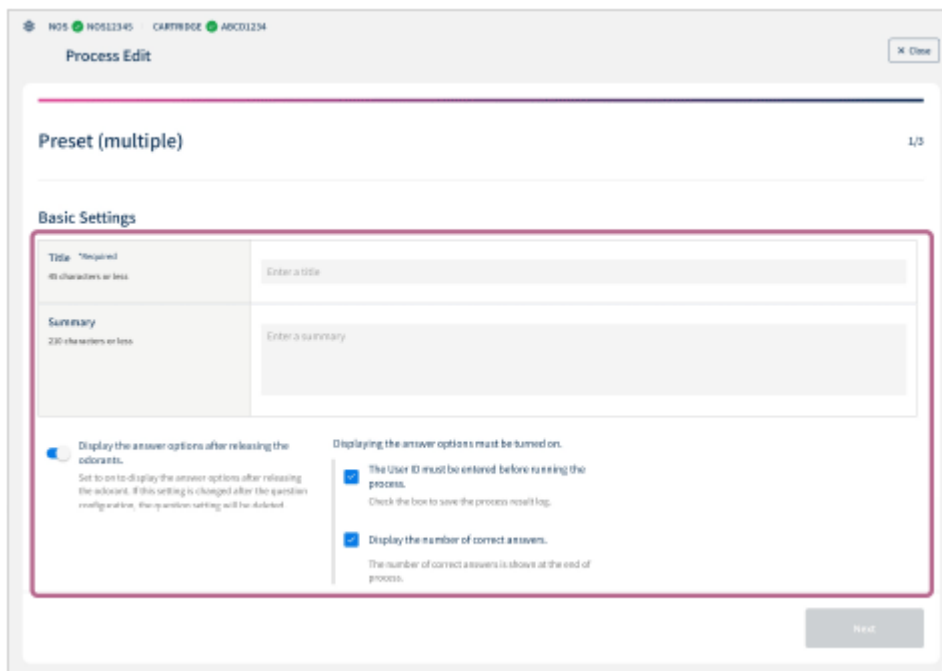 NOS NOS12345 CARTRIDGE ABCD1234
Process Edit
× Close
Preset (multiple)
1/3
Basic Settings
Title *Required
Enter a title
characters or less
Summary
Enter a summary
210 characters or less
Display the answer options after releasing the
odorants.
Set to on to display the answer options after releasing
the odorant. If this setting is changed after the question
configuration, the question setting will be deleted
Displaying the answer options must be turned on.
The User ID must be entered before running the
process.
Check the box to save the process result log.
Display the number of correct answers.
The number of correct answers is shown at the end of
process.
Next